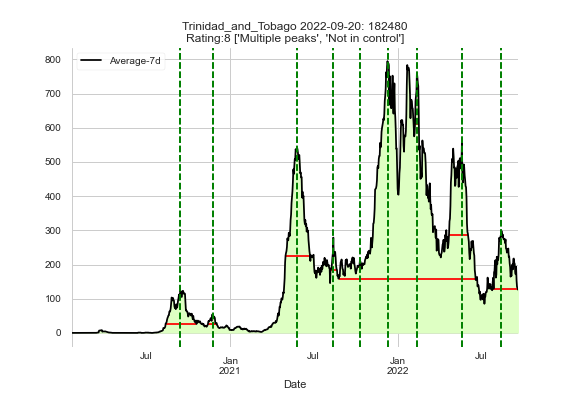 Trinidad_and_Tobago 2022-09-20: 182480
Rating:8 ['Multiple peaks', 'Not in control']
Average-7d
800
700
600
500
400
300
200
100
0
Jul
Jan
2021
Jul
Jan
2022
Jul
Date